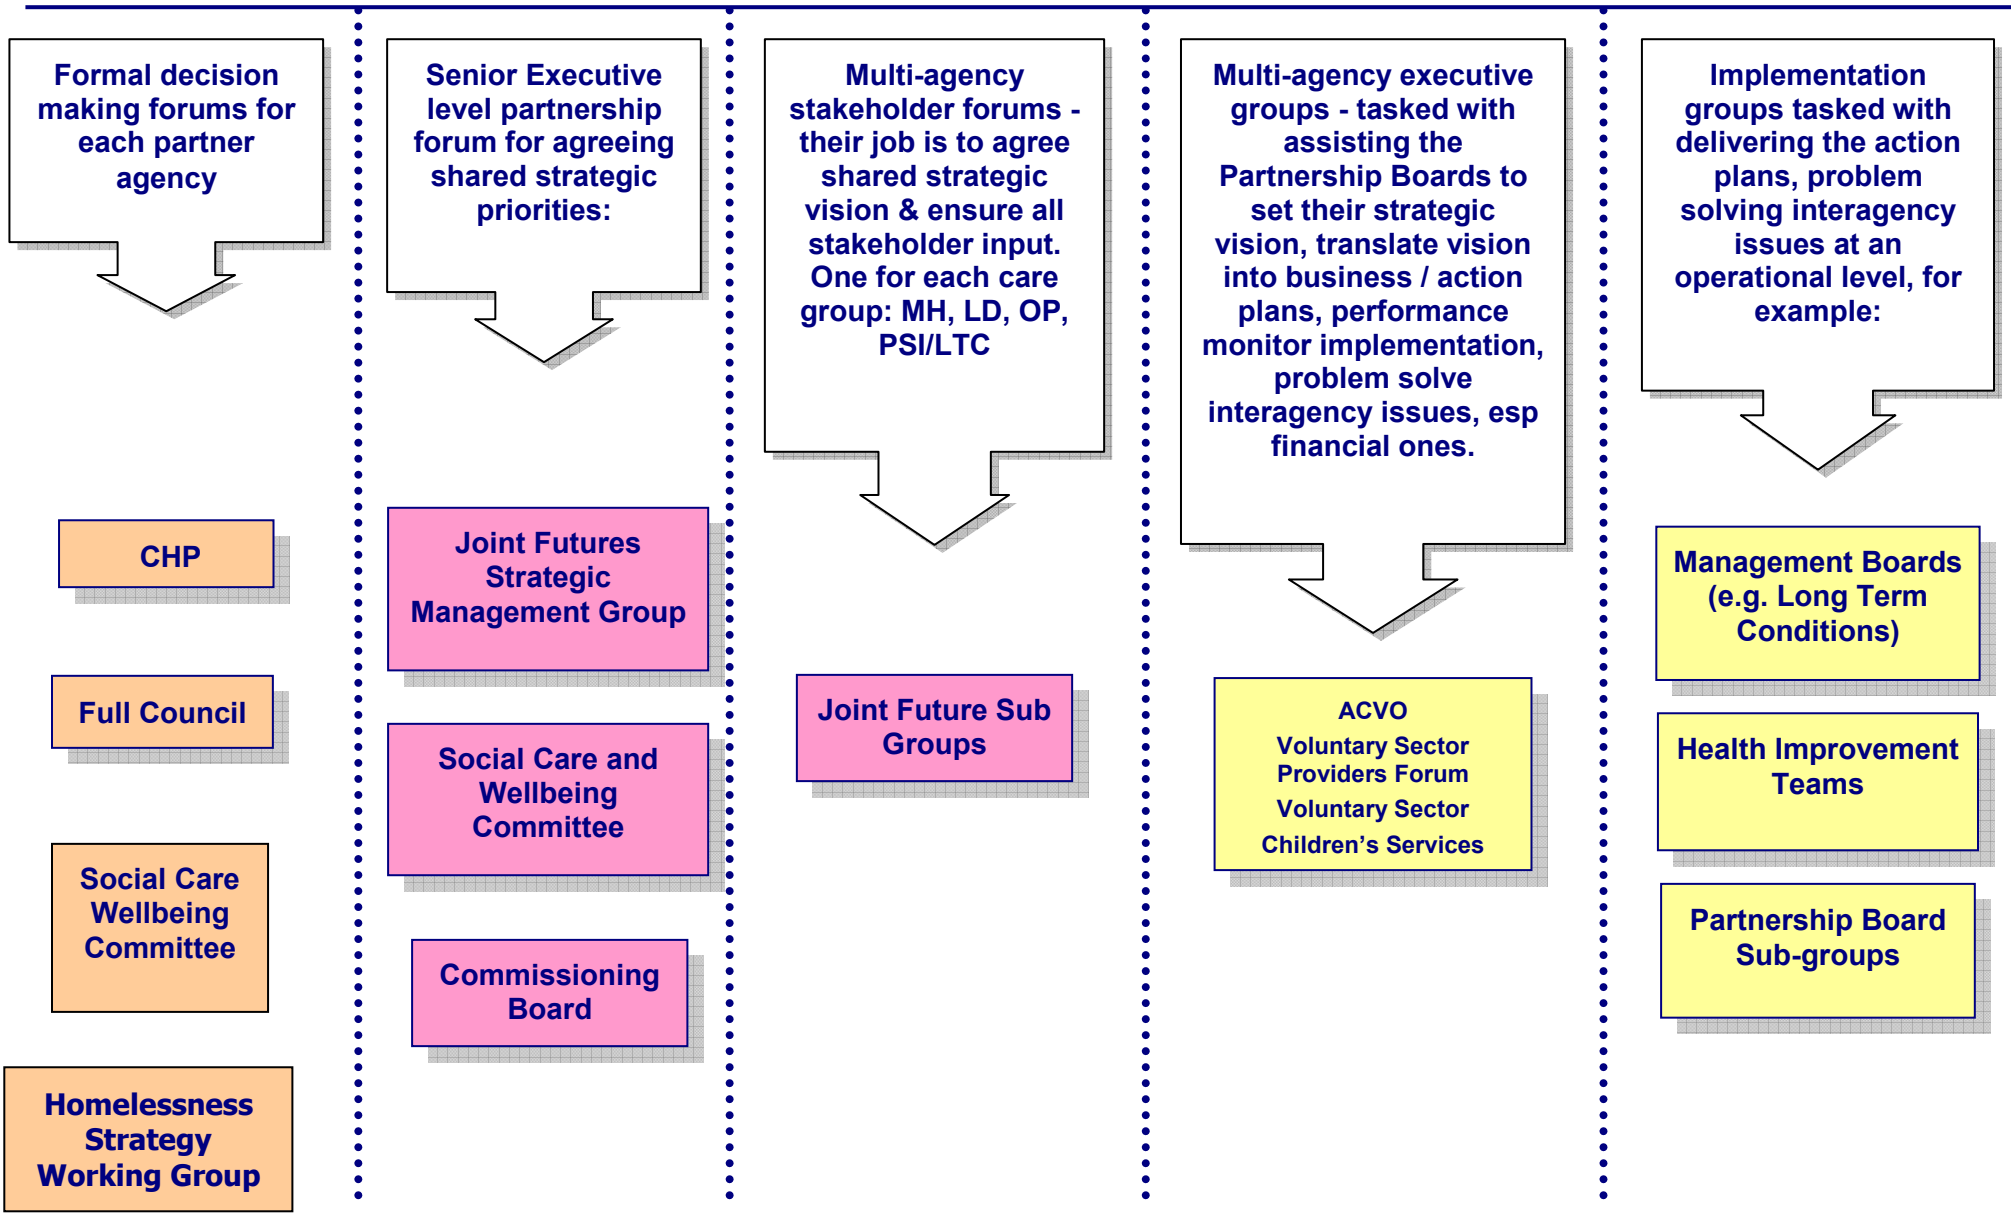 Formal decision
making forums for
each partner
agency
CHP
Full Council
Social Care
Wellbeing
Committee
Homelessness
Strategy
Working Group
Senior Executive
level partnership
forum for agreeing
shared strategic
priorities:
Joint Futures
Strategic
Management Group
Social Care and
Wellbeing
Committee
Commissioning
Board
Multi-agency
stakeholder forums -
their job is to agree
shared strategic
vision & ensure all
stakeholder input.
One for each care
group: MH, LD, OP,
PSI/LTC
Joint Future Sub
Groups
Multi-agency executive
groups - tasked with
assisting the
Partnership Boards to
set their strategic
vision, translate vision
into business / action
plans, performance
monitor implementation,
problem solve
interagency issues, esp
financial ones.
ACVO
Voluntary Sector
Providers Forum
Voluntary Sector
Children’s Services
Implementation
groups tasked with
delivering the action
plans, problem
solving interagency
issues at an
operational level, for
example:
Management Boards
(e.g. Long Term
Conditions)
Health Improvement
Teams
Partnership Board
Sub-groups